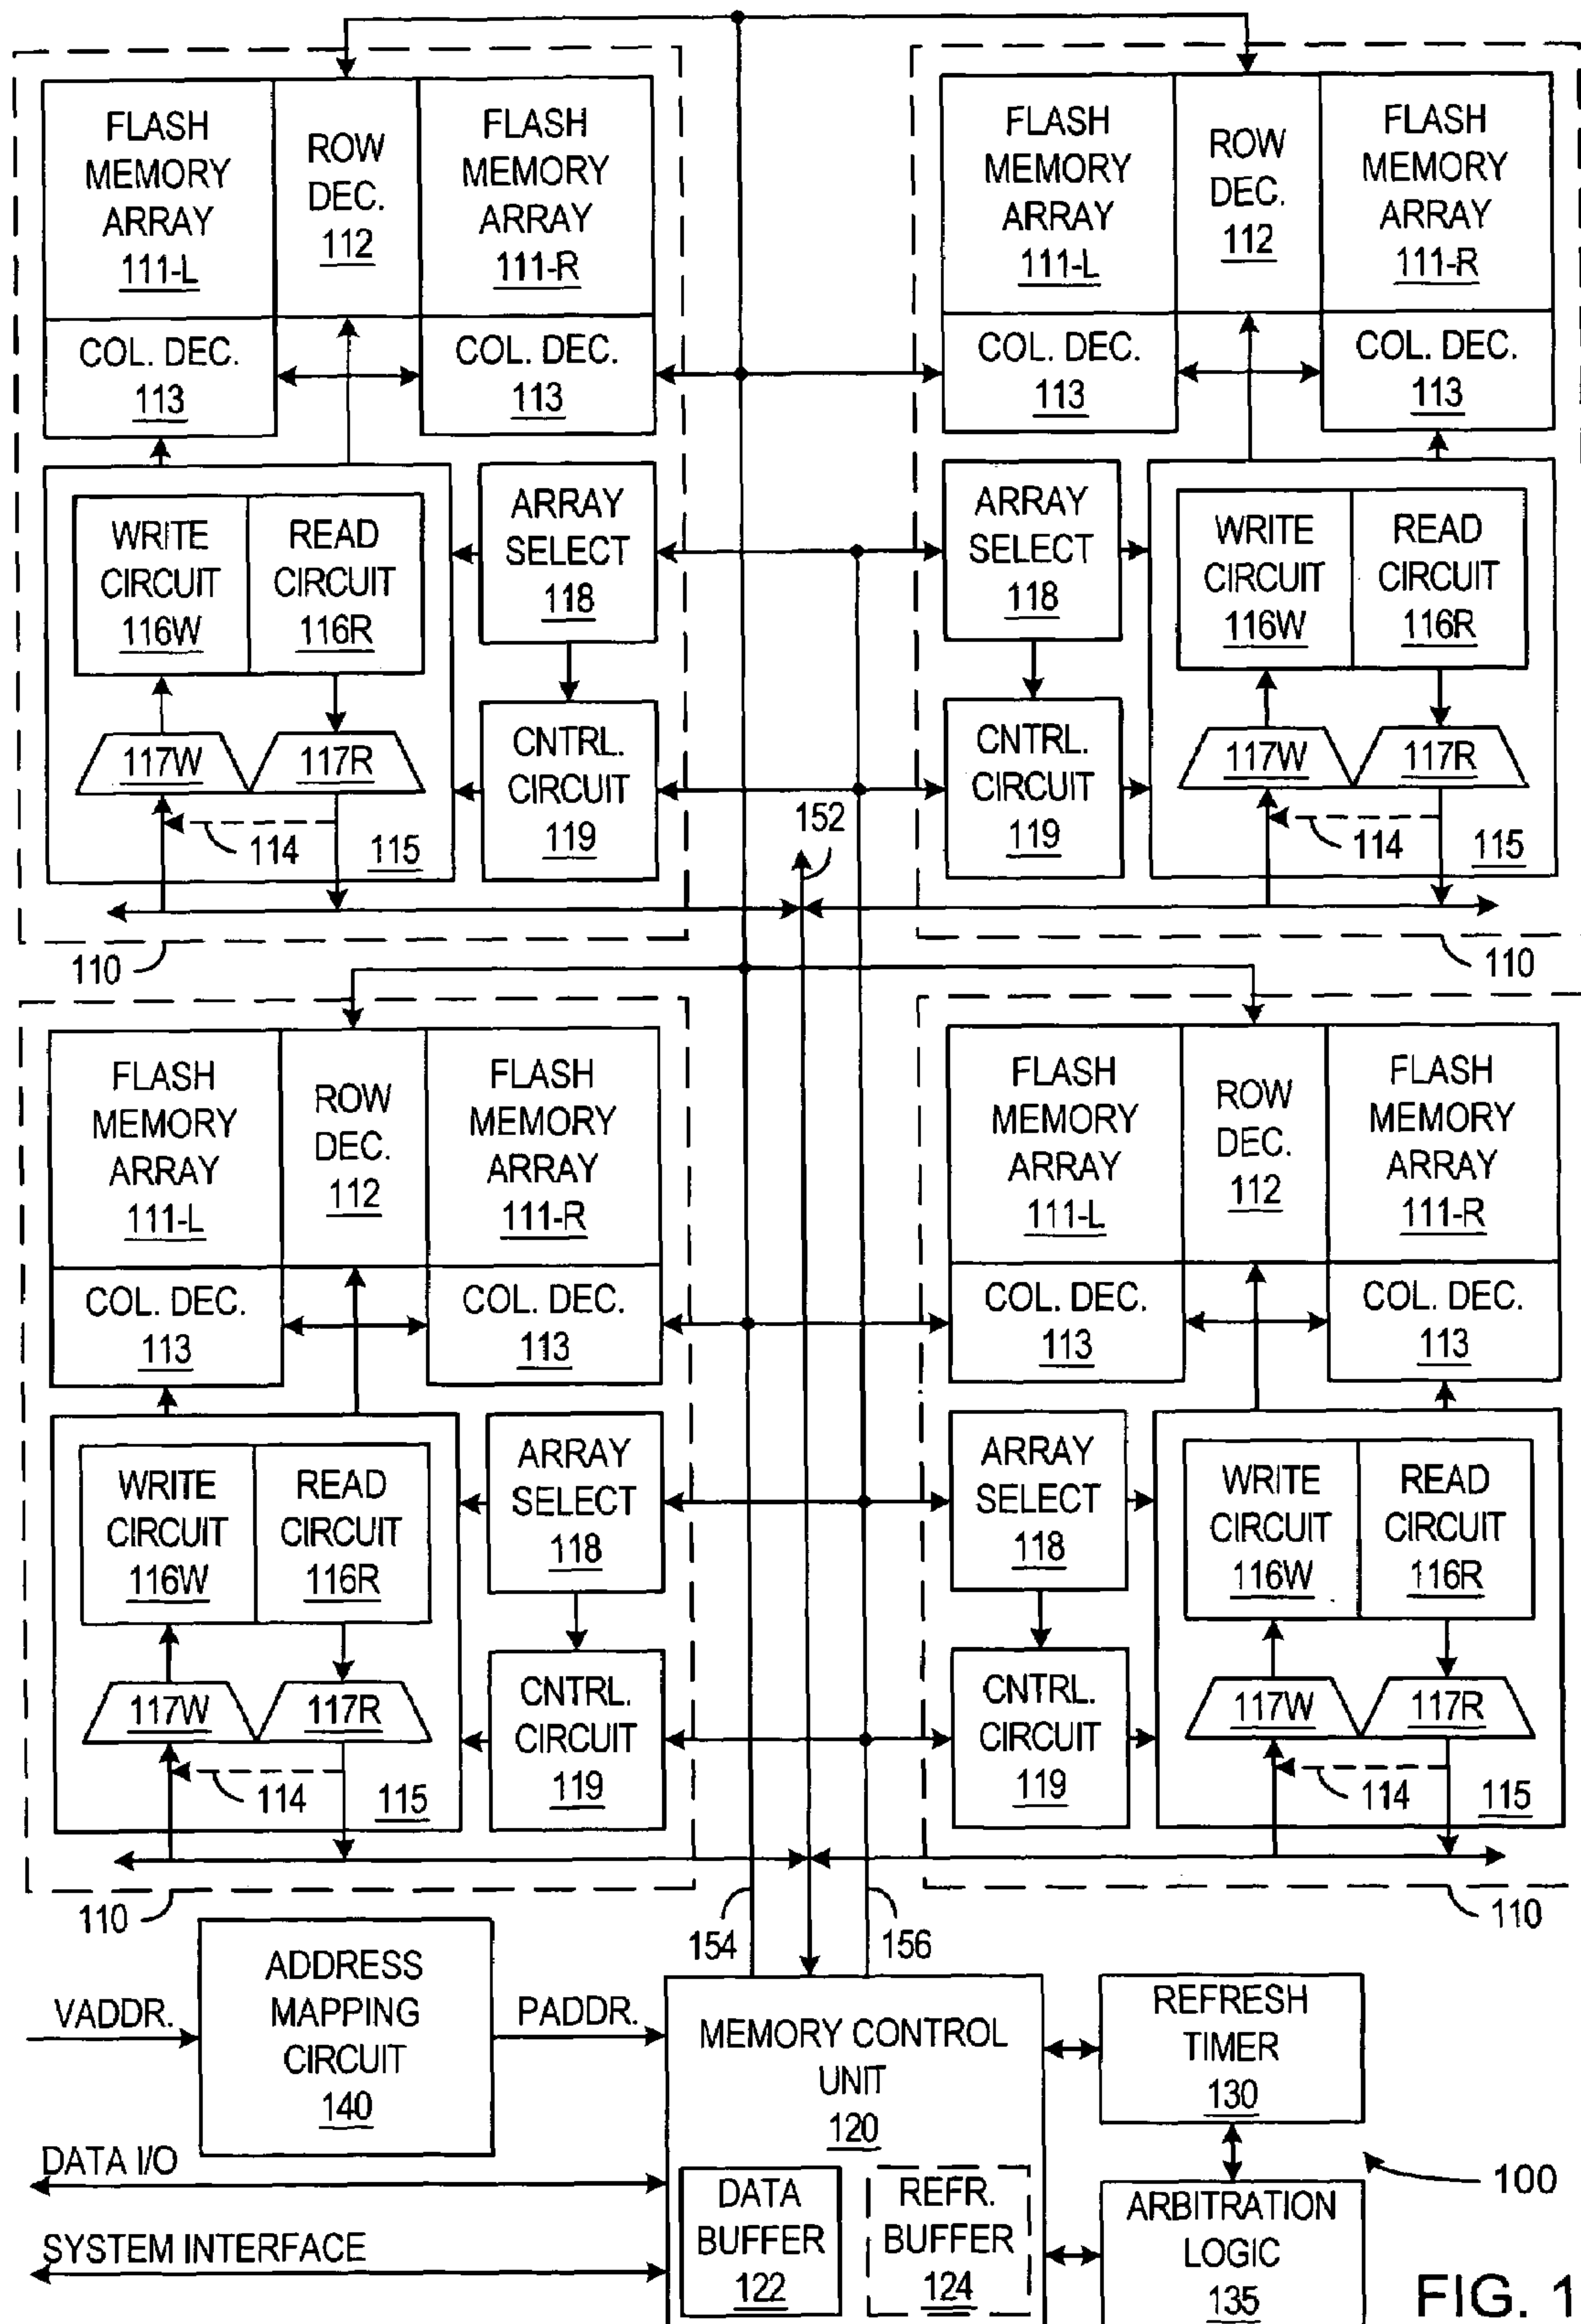 FLASH
MEMORY
ARRAY
111-L
ROW
DEC.
112
FLASH
MEMORY
ARRAY
111-R
COL. DEC.
113
COL. DEC.
113
WRITE
CIRCUIT
116W
READ
CIRCUIT
116R
ARRAY
SELECT
118
117W
117R
CNTRL.
CIRCUIT
119
114
115
110
FLASH
MEMORY
ARRAY
111-L
ROW
DEC.
112
FLASH
MEMORY
ARRAY
111-R
COL. DEC.
113
COL. DEC.
113
ARRAY
SELECT
118
WRITE
CIRCUIT
116W
READ
CIRCUIT
116R
CNTRL.
CIRCUIT
119
117W
117R
152
114
115
110
FLASH
MEMORY
ARRAY
111-L
ROW
DEC.
112
FLASH
MEMORY
ARRAY
111-R
COL. DEC.
113
COL. DEC.
113
WRITE
CIRCUIT
116W
READ
CIRCUIT
116R
ARRAY
SELECT
118
117W
117R
CNTRL.
CIRCUIT
119
114
115
110
FLASH
MEMORY
ARRAY
111-L
ROW
DEC.
112
FLASH
MEMORY
ARRAY
111-R
COL. DEC.
113
COL. DEC.
113
ARRAY
SELECT
118
WRITE
CIRCUIT
116W
READ
CIRCUIT
116R
CNTRL.
CIRCUIT
119
117W
117R
114
115
110
154
156
VADDR.
ADDRESS
MAPPING
CIRCUIT
140
PADDR.
MEMORY CONTROL
UNIT
120
REFRESH
TIMER
130
DATA I/O
SYSTEM INTERFACE
DATA
BUFFER
122
REFR.
BUFFER
124
ARBITRATION
LOGIC
135
100
FIG. 1